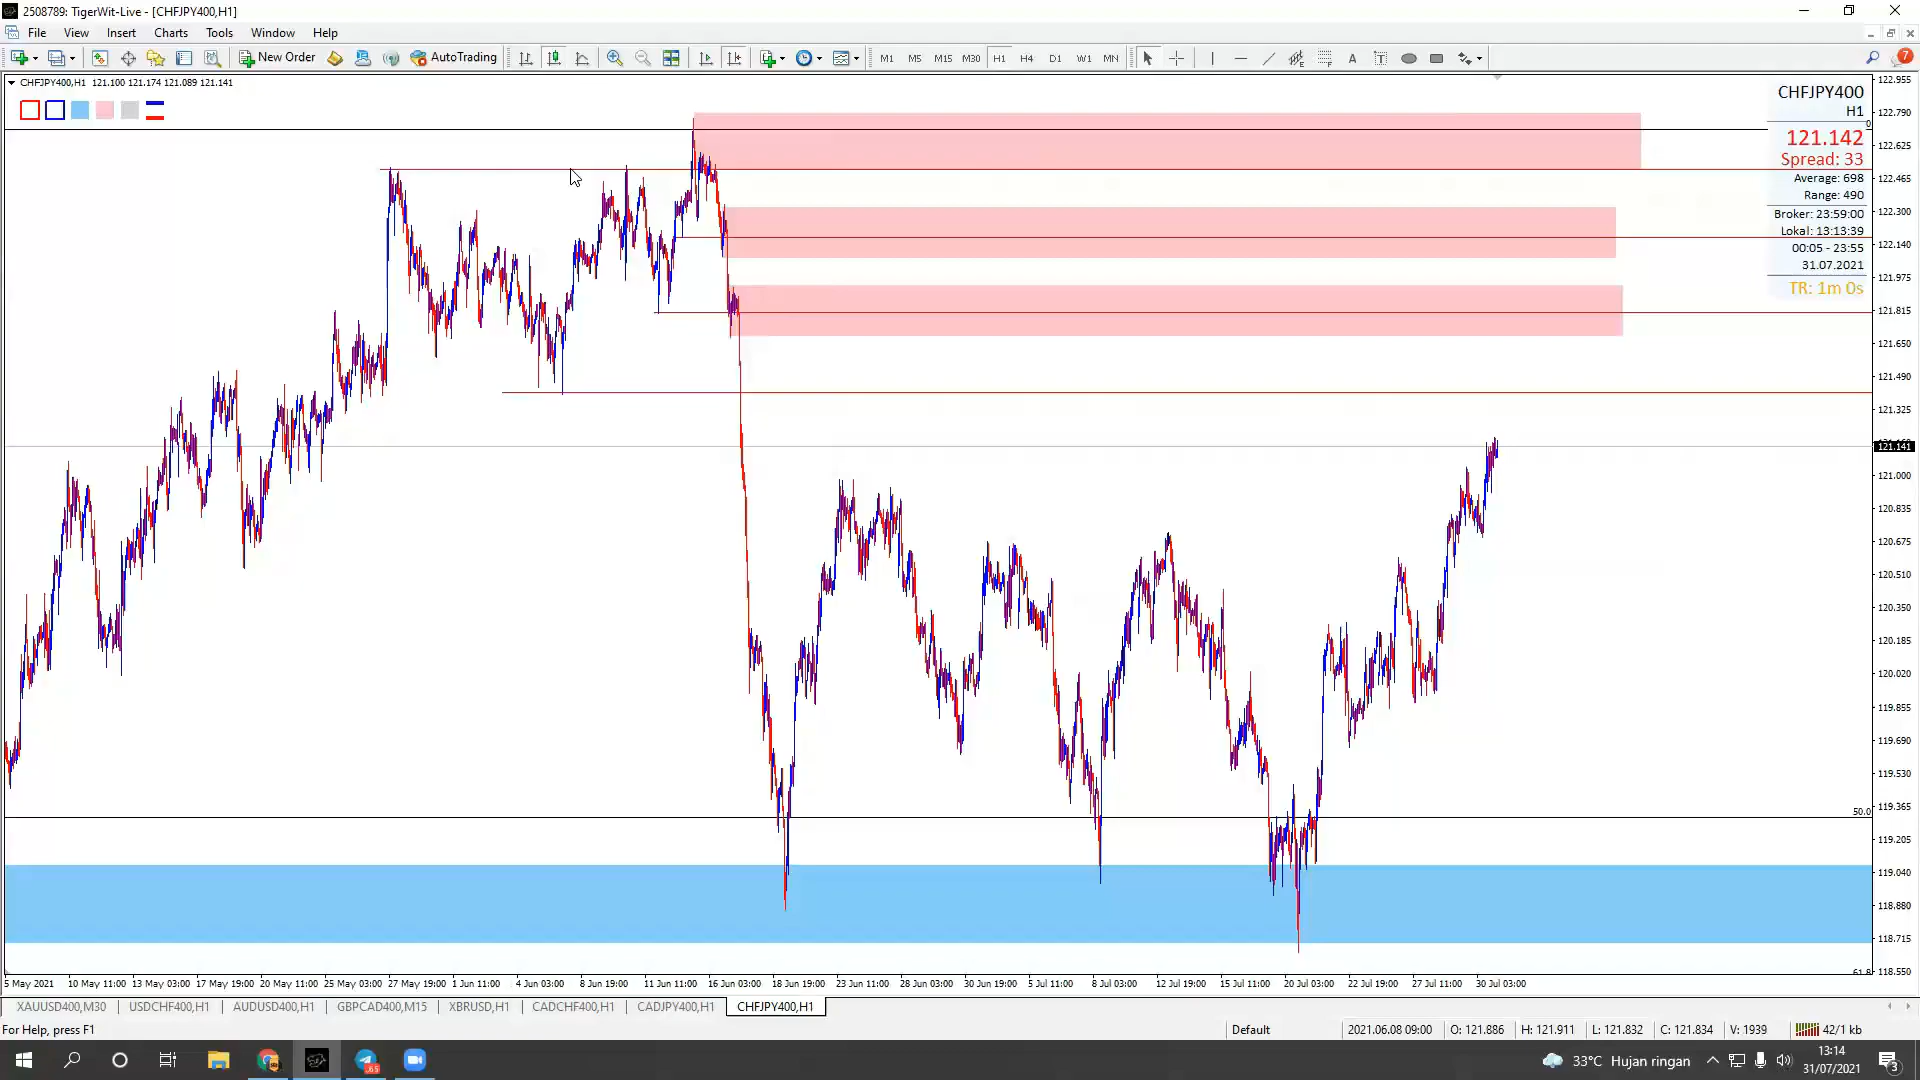 2508789: TigerWit-Live - [CHFJPY400,H1]
File View Insert Charts Tools Window Help
New Order AutoTrading M1 M5 M15 M30 H1 H4 D1 W1 MN A T 7
CHFJPY400,H1 121.100 121.174 121.089 121.141
CHFJPY400
H1
121.142
Spread: 33
Average: 698
Range: 490
Broker: 23:59:00
Lokal: 13:13:39
00:05 - 23:55
31.07.2021
TR: 1m 0s
0
122.955
122.790
122.625
122.465
122.300
122.140
121.975
121.815
121.650
121.490
121.325
121.141
121.000
120.835
120.675
120.510
120.350
120.185
120.020
119.855
119.690
119.530
119.365
50.0
119.205
119.040
118.880
118.715
118.550
61.8
5 May 2021 10 May 11:00 13 May 03:00 17 May 19:00 20 May 11:00 25 May 03:00 27 May 19:00 1 Jun 11:00 4 Jun 03:00 8 Jun 19:00 11 Jun 11:00 16 Jun 03:00 18 Jun 19:00 23 Jun 11:00 28 Jun 03:00 30 Jun 19:00 5 Jul 11:00 8 Jul 03:00 12 Jul 19:00 15 Jul 11:00 20 Jul 03:00 22 Jul 19:00 27 Jul 11:00 30 Jul 03:00
XAUUSD400,M30 USDCHF400,H1 AUDUSD400,H1 GBPCAD400,M15 XBRUSD,H1 CADCHF400,H1 CADJPY400,H1 CHFJPY400,H1
For Help, press F1 Default 2021.06.08 09:00 O: 121.886 H: 121.911 L: 121.832 C: 121.834 V: 1939 42/1 kb
33°C Hujan ringan
13:14
31/07/2021
3